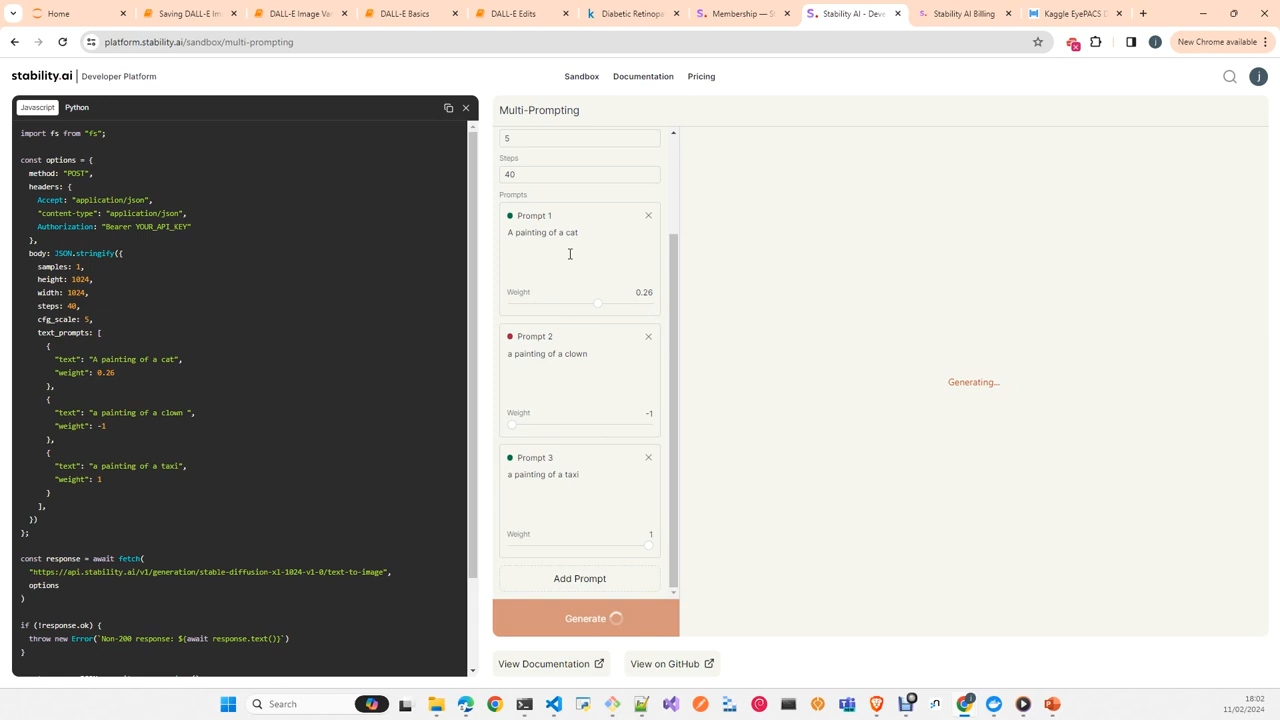 Home
Saving DALL-E Im
DALL-E Image Var
DALL-E Basics
DALL-E Edits
Diabetic Retinop
Membership — St
Stability AI - Deve
Stability AI Billing
Kaggle EyePACS D
platform.stability.ai/sandbox/multi-prompting
New Chrome available
stability.ai
Developer Platform
Sandbox
Documentation
Pricing
j
Javascript
Python
import fs from "fs";
const options = {
method: "POST",
headers: {
Accept: "application/json",
"content-type": "application/json",
Authorization: "Bearer YOUR_API_KEY"
},
body: JSON.stringify({
samples: 1,
height: 1024,
width: 1024,
steps: 40,
cfg_scale: 5,
text_prompts: [
{
"text": "A painting of a cat",
"weight": 0.26
},
{
"text": "a painting of a clown ",
"weight": -1
},
{
"text": "a painting of a taxi",
"weight": 1
}
],
})
};
const response = await fetch(
"https://api.stability.ai/v1/generation/stable-diffusion-xl-1024-v1-0/text-to-image",
options
)
if (!response.ok) {
throw new Error(`Non-200 response: ${await response.text()}`)
}
Multi-Prompting
5
Steps
40
Prompts
Prompt 1
A painting of a cat
Weight 0.26
Prompt 2
a painting of a clown
Weight -1
Prompt 3
a painting of a taxi
Weight 1
Add Prompt
Generate
Generating...
View Documentation
View on GitHub
Search
18:02
11/02/2024